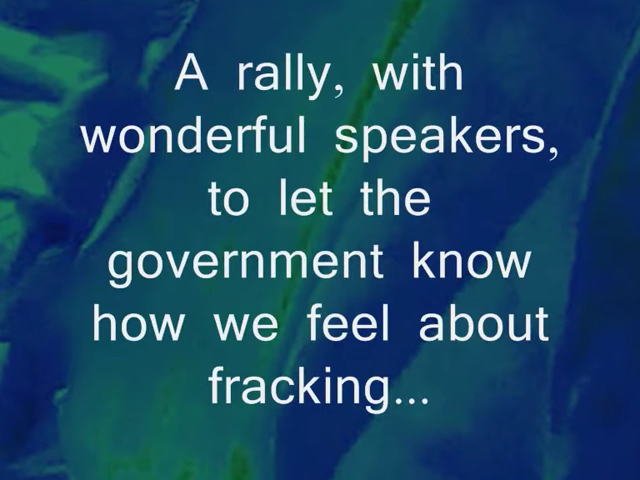 A rally, with
wonderful speakers,
to let the
government know
how we feel about
fracking...